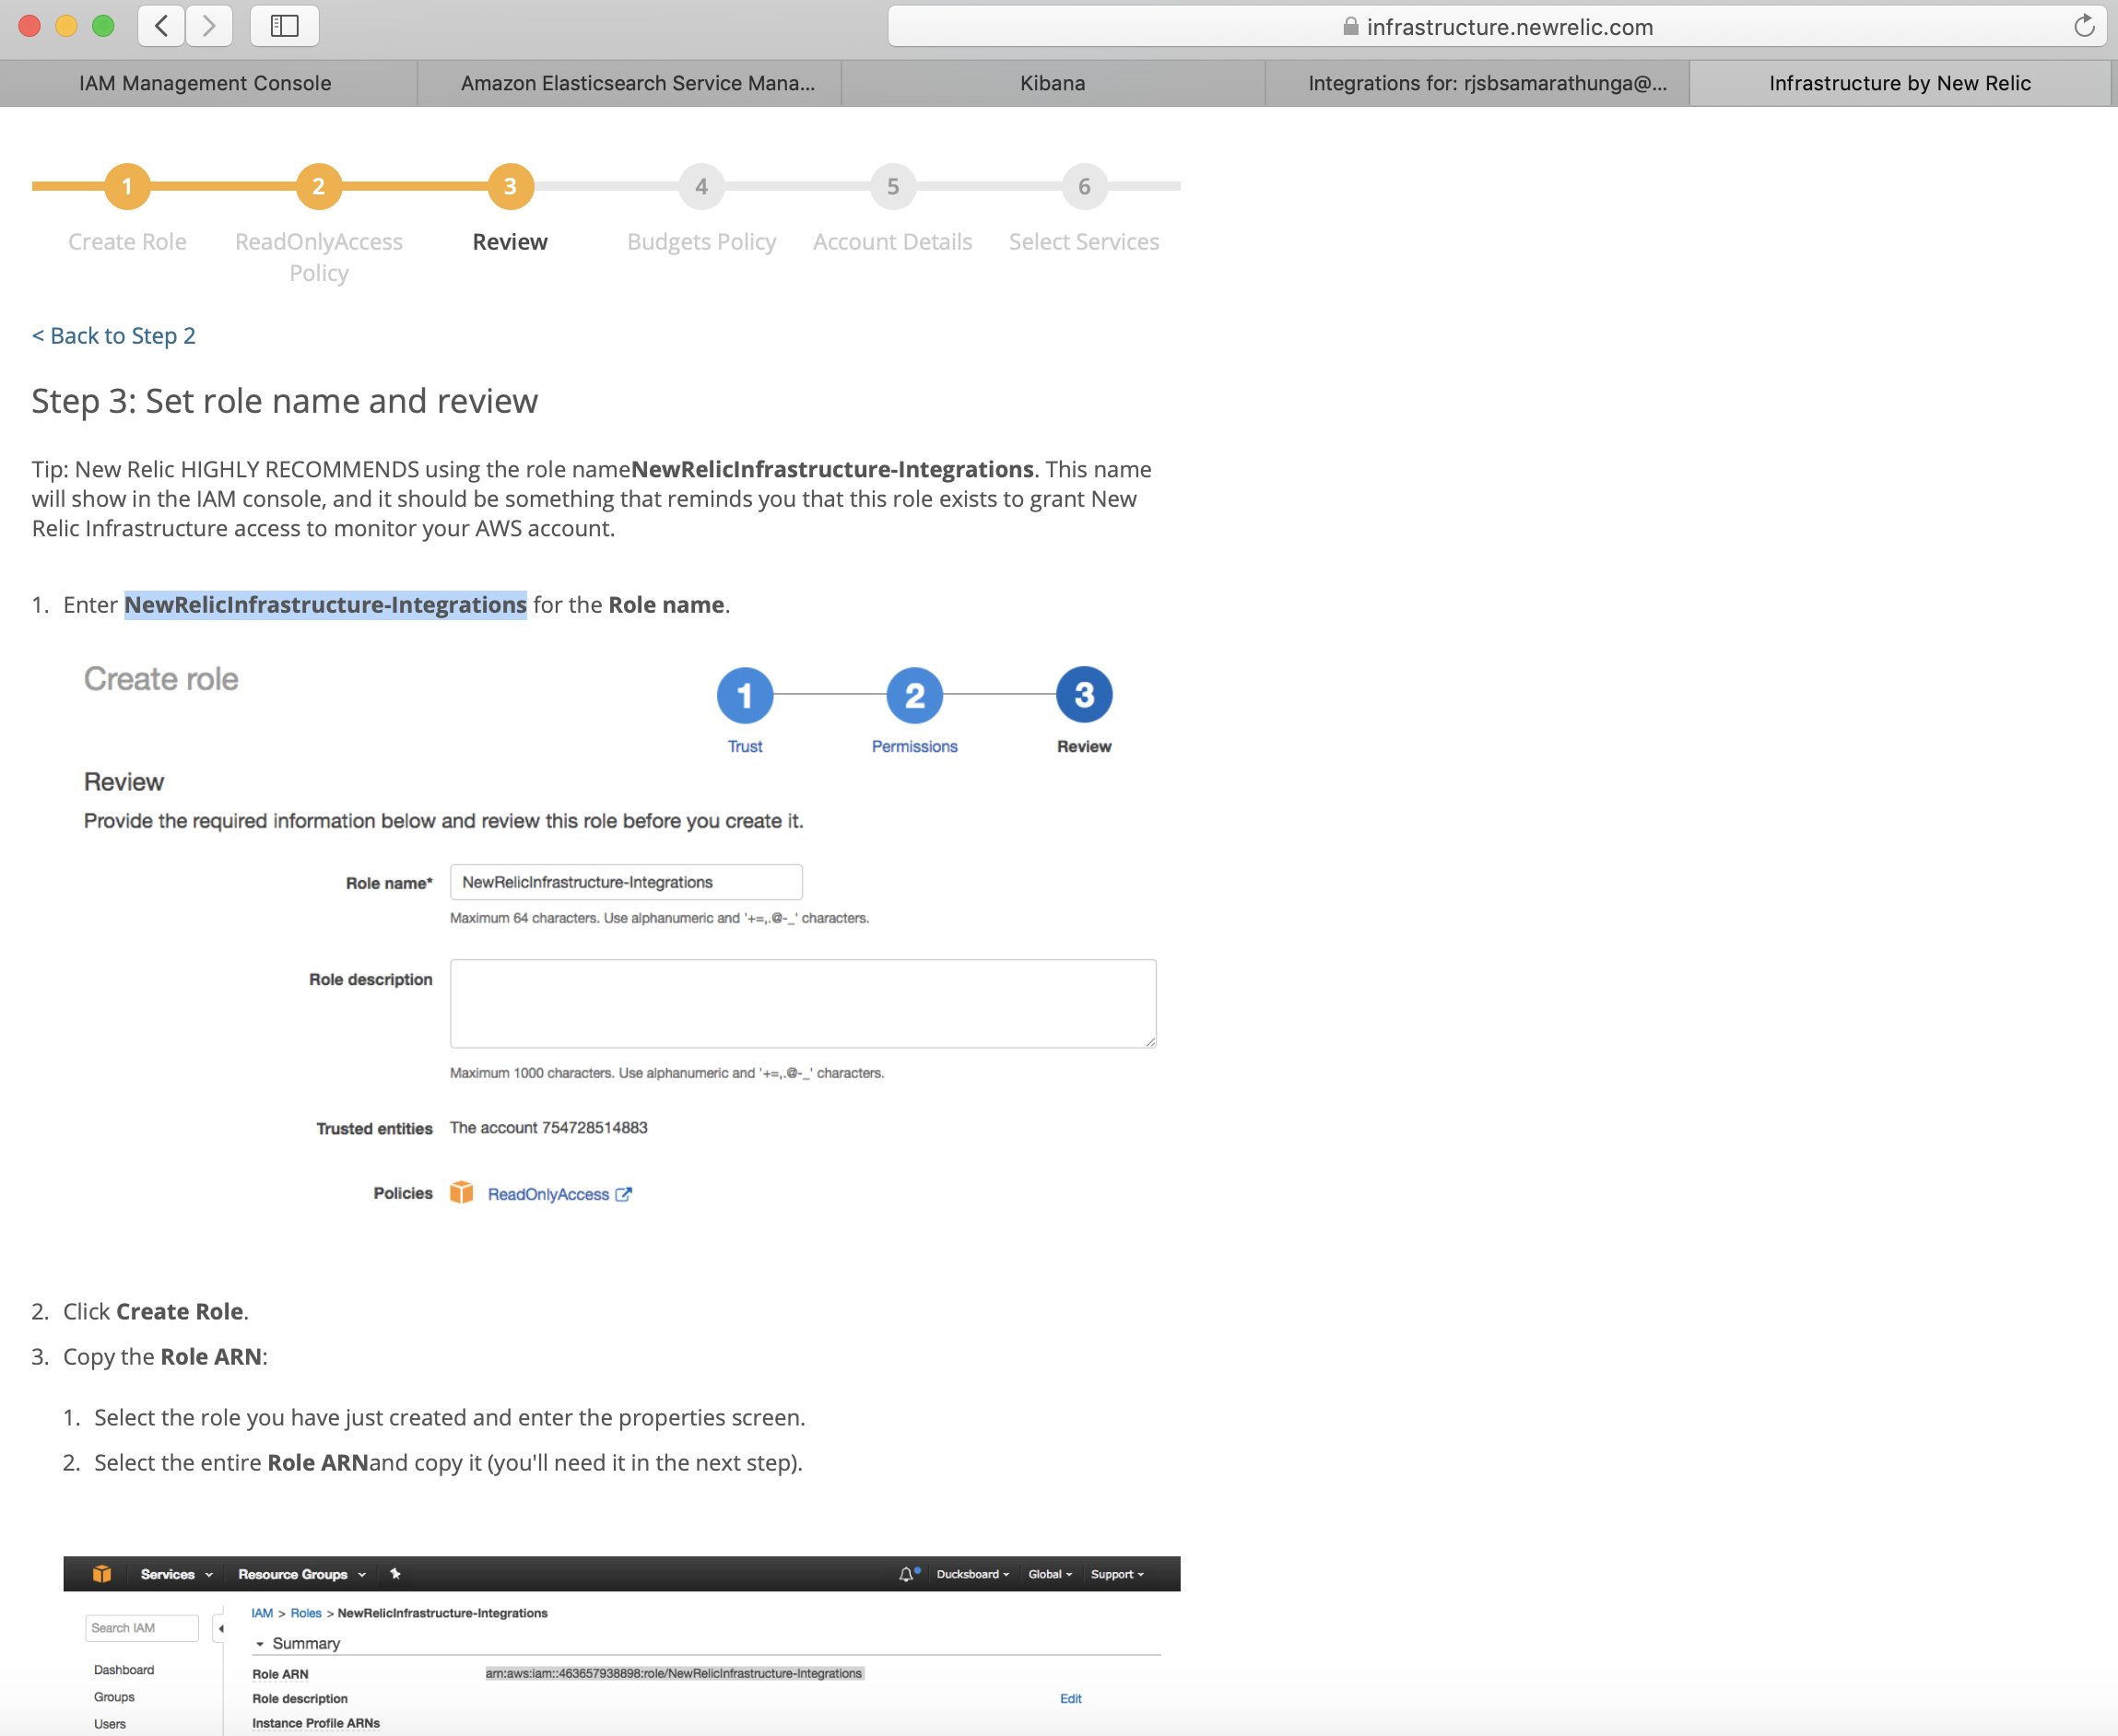 infrastructure.newrelic.com
IAM Management Console
Amazon Elasticsearch Service Mana...
Kibana
Integrations for: rjsbsamarathunga@...
Infrastructure by New Relic
1
2
3
4
5
6
Create Role
ReadOnlyAccess
Policy
Review
Budgets Policy
Account Details
Select Services
< Back to Step 2
Step 3: Set role name and review
Tip: New Relic HIGHLY RECOMMENDS using the role nameNewRelicInfrastructure-Integrations. This name
will show in the IAM console, and it should be something that reminds you that this role exists to grant New
Relic Infrastructure access to monitor your AWS account.
1. Enter NewRelicInfrastructure-Integrations for the Role name.
Create role
1
2
3
Trust
Permissions
Review
Review
Provide the required information below and review this role before you create it.
Role name* NewRelicInfrastructure-Integrations
Maximum 64 characters. Use alphanumeric and '+=,.@-_' characters.
Role description
Maximum 1000 characters. Use alphanumeric and '+=,.@-_' characters.
Trusted entities The account 754728514883
Policies ReadOnlyAccess
2. Click Create Role.
3. Copy the Role ARN:
1. Select the role you have just created and enter the properties screen.
2. Select the entire Role ARNand copy it (you'll need it in the next step).
Services Resource Groups Ducksboard Global Support
Search IAM
IAM > Roles > NewRelicInfrastructure-Integrations
Summary
Dashboard
Groups
Users
Role ARN arn:aws:iam::463657938898:role/NewRelicInfrastructure-Integrations
Role description Edit
Instance Profile ARNs